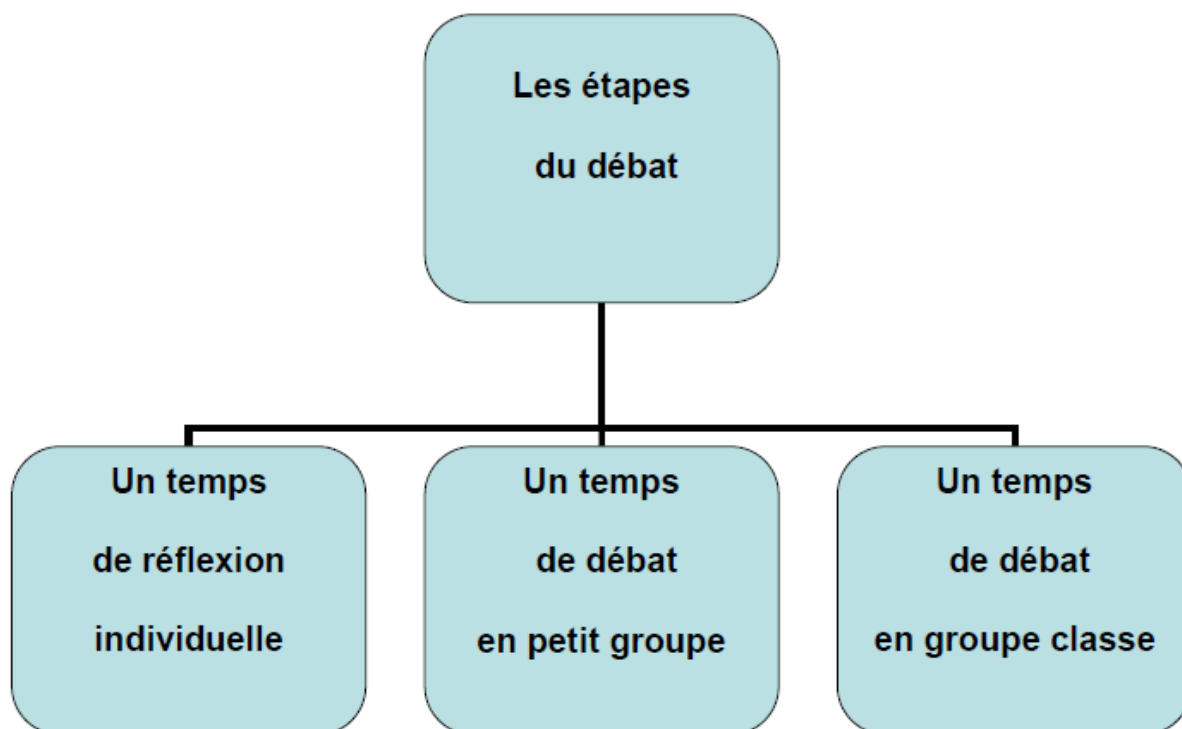 Les étapes
du débat
Un temps
de réflexion
individuelle
Un temps
de débat
en petit groupe
Un temps
de débat
en groupe classe